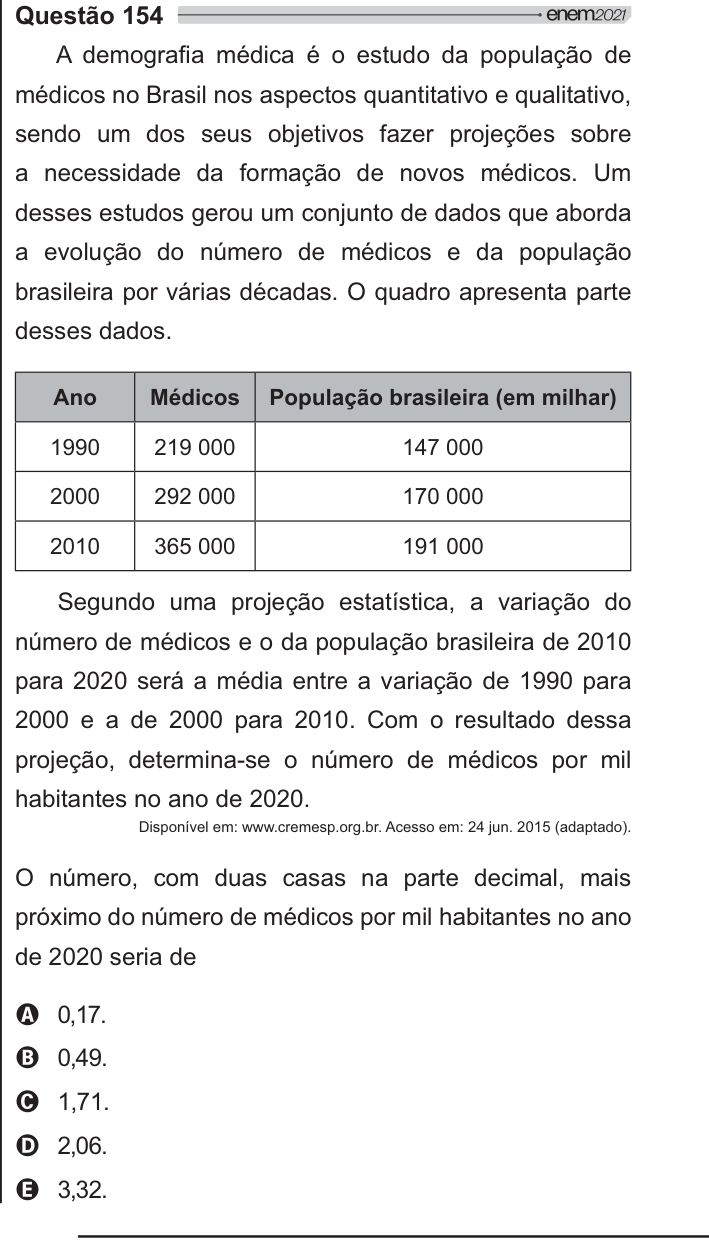 Questão 154 enem2021
A demografia médica é o estudo da população de
médicos no Brasil nos aspectos quantitativo e qualitativo,
sendo um dos seus objetivos fazer projeções sobre
a necessidade da formação de novos médicos. Um
desses estudos gerou um conjunto de dados que aborda
a evolução do número de médicos e da população
brasileira por várias décadas. O quadro apresenta parte
desses dados.
Ano Médicos População brasileira (em milhar)
1990 219 000 147 000
2000 292 000 170 000
2010 365 000 191 000
Segundo uma projeção estatística, a variação do
número de médicos e o da população brasileira de 2010
para 2020 será a média entre a variação de 1990 para
2000 e a de 2000 para 2010. Com o resultado dessa
projeção, determina-se o número de médicos por mil
habitantes no ano de 2020.
Disponível em: www.cremesp.org.br. Acesso em: 24 jun. 2015 (adaptado).
O número, com duas casas na parte decimal, mais
próximo do número de médicos por mil habitantes no ano
de 2020 seria de
A 0,17.
B 0,49.
C 1,71.
D 2,06.
E 3,32.